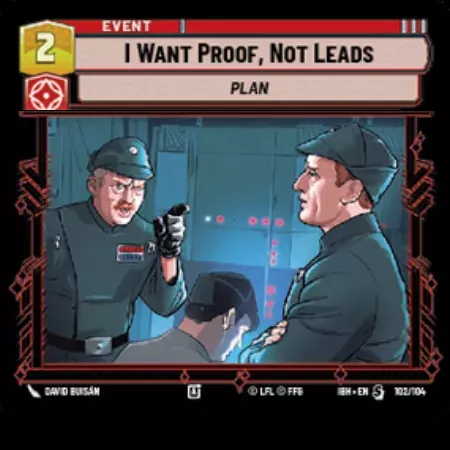 EVENT
2
I WANT PROOF, NOT LEADS
PLAN
DAVID BUISÁN
A
© LFL © FFG
IBH • EN
102/104